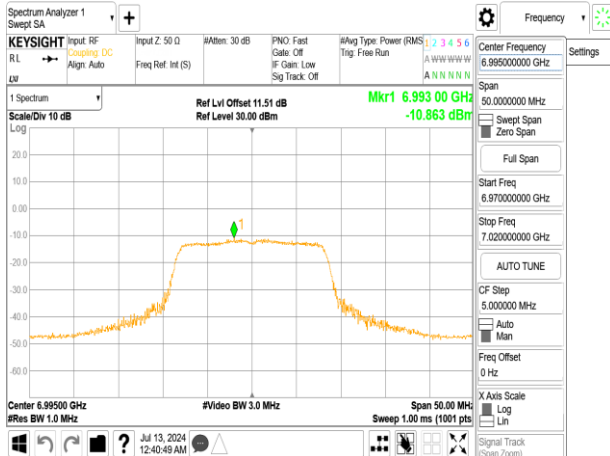 Spectrum Analyzer 1
Swept SA
+
Frequency
Settings
KEYSIGHT
RL
LXI
Input: RF
Coupling: DC
Align: Auto
Input Z: 50 Ω
Freq Ref: Int (S)
#Atten: 30 dB
PNO: Fast
Gate: Off
IF Gain: Low
Sig Track: Off
#Avg Type: Power (RMS
Trig: Free Run
1 2 3 4 5 6
A W W W W W
A N N N N N
1 Spectrum
Scale/Div 10 dB
Log
Ref Lvl Offset 11.51 dB
Ref Level 30.00 dBm
Mkr1 6.993 00 GHz
-10.863 dBm
20.0
10.0
0.00
-10.0
-20.0
-30.0
-40.0
-50.0
-60.0
1
Center 6.99500 GHz
#Res BW 1.0 MHz
#Video BW 3.0 MHz
Span 50.00 MHz
Sweep 1.00 ms (1001 pts
Jul 13, 2024
12:40:49 AM
Center Frequency
6.995000000 GHz
Span
50.0000000 MHz
Swept Span
Zero Span
Full Span
Start Freq
6.970000000 GHz
Stop Freq
7.020000000 GHz
AUTO TUNE
CF Step
5.000000 MHz
Auto
Man
Freq Offset
0 Hz
X Axis Scale
Log
Lin
Signal Track
(Span Zoom)